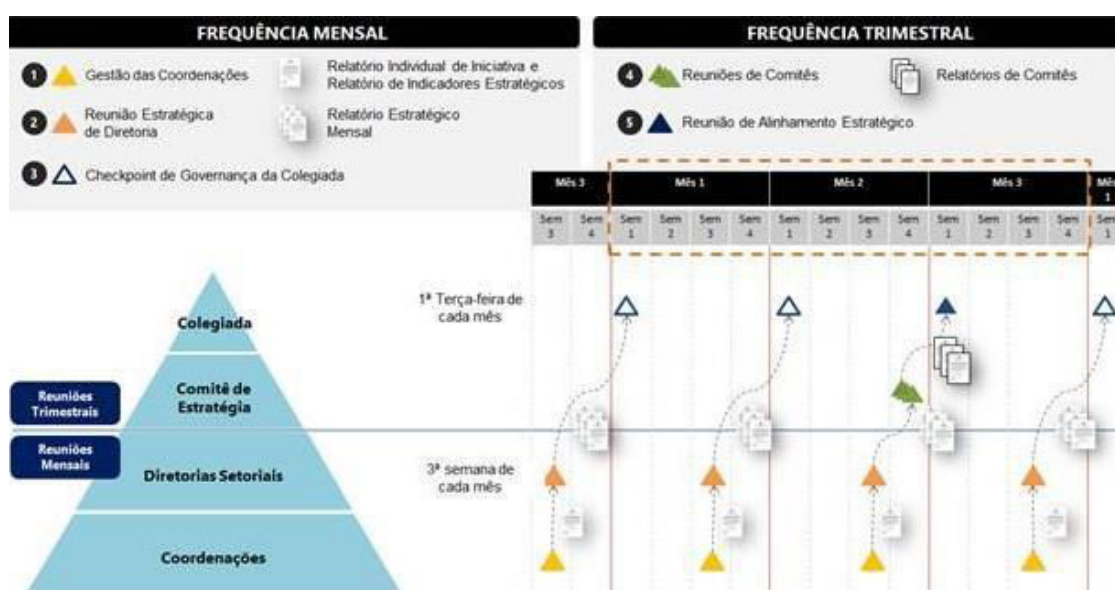 FREQUÊNCIA MENSAL
1 Gestão das Coordenações
Relatório Individual de Iniciativa e
Relatório de Indicadores Estratégicos
2 Reunião Estratégica
de Diretoria
Relatório Estratégico
Mensal
3 Checkpoint de Governança da Colegiada
FREQUÊNCIA TRIMESTRAL
4 Reuniões de Comitês
Relatórios de Comitês
5 Reunião de Alinhamento Estratégico
Mês 3 Mês 1 Mês 2 Mês 3 Mês
1
Sem Sem Sem Sem Sem Sem Sem Sem Sem Sem Sem Sem Sem Sem Sem
3 4 1 2 3 4 1 2 3 4 1 2 3 4 1
1ª Terça-feira de
cada mês
Colegiada
Comitê de
Estratégia
Reuniões
Trimestrais
Reuniões
Mensais
Diretorias Setoriais
3ª semana de
cada mês
Coordenações